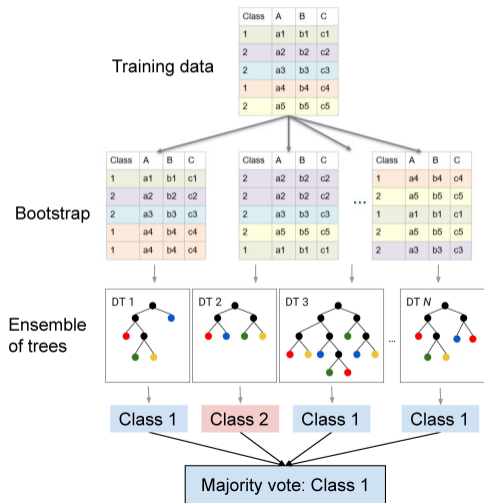 Class A B C
1 a1 b1 c1
2 a2 b2 c2
2 a3 b3 c3
1 a4 b4 c4
2 a5 b5 c5
Training data
Class A B C
1 a1 b1 c1
2 a2 b2 c2
2 a3 b3 c3
1 a4 b4 c4
1 a4 b4 c4
Class A B C
2 a2 b2 c2
2 a2 b2 c2
2 a3 b3 c3
2 a5 b5 c5
1 a1 b1 c1
...
Class A B C
1 a4 b4 c4
2 a5 b5 c5
1 a1 b1 c1
2 a5 b5 c5
2 a3 b3 c3
Bootstrap
DT 1
DT 2
DT 3
...
DT N
Ensemble
of trees
Class 1
Class 2
Class 1
Class 1
Majority vote: Class 1